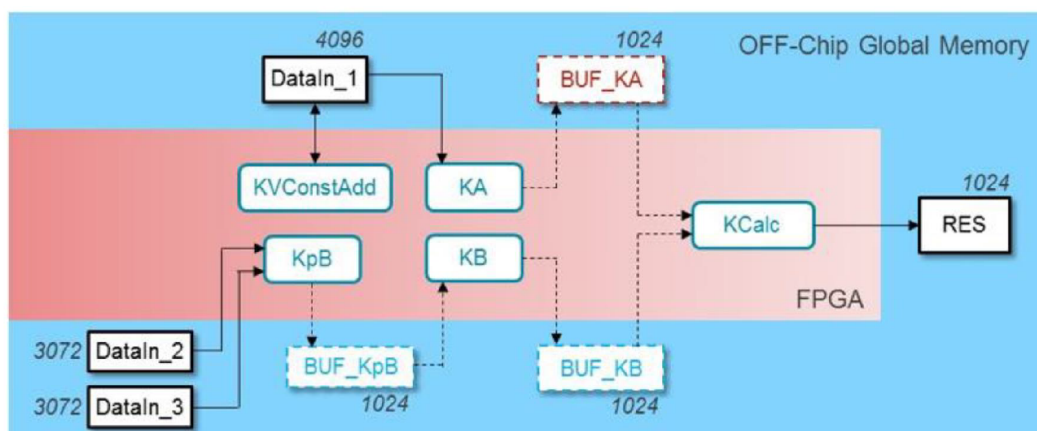 4096
1024
OFF-Chip Global Memory
DataIn_1
BUF_KA
KVConstAdd
KA
1024
KCalc
RES
KpB
KB
FPGA
3072
DataIn_2
BUF_KpB
BUF_KB
3072
DataIn_3
1024
1024